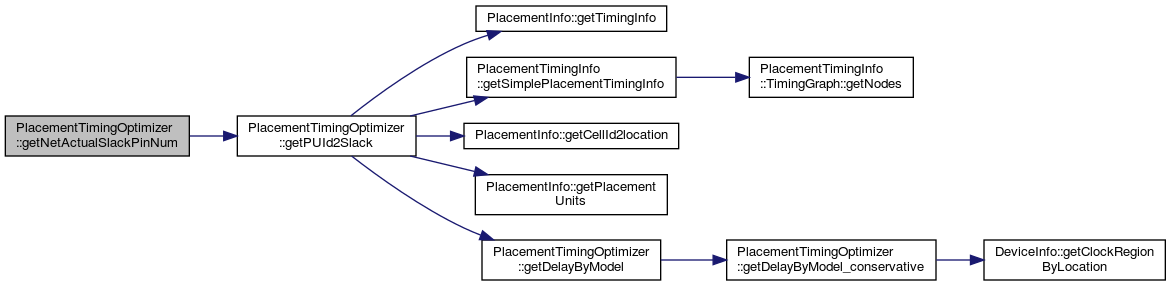 PlacementTimingOptimizer
::getNetActualSlackPinNum
PlacementTimingOptimizer
::getPUId2Slack
PlacementInfo::getTimingInfo
PlacementTimingInfo
::getSimplePlacementTimingInfo
PlacementTimingInfo
::TimingGraph::getNodes
PlacementInfo::getCellId2location
PlacementInfo::getPlacement
Units
PlacementTimingOptimizer
::getDelayByModel
PlacementTimingOptimizer
::getDelayByModel_conservative
DeviceInfo::getClockRegion
ByLocation